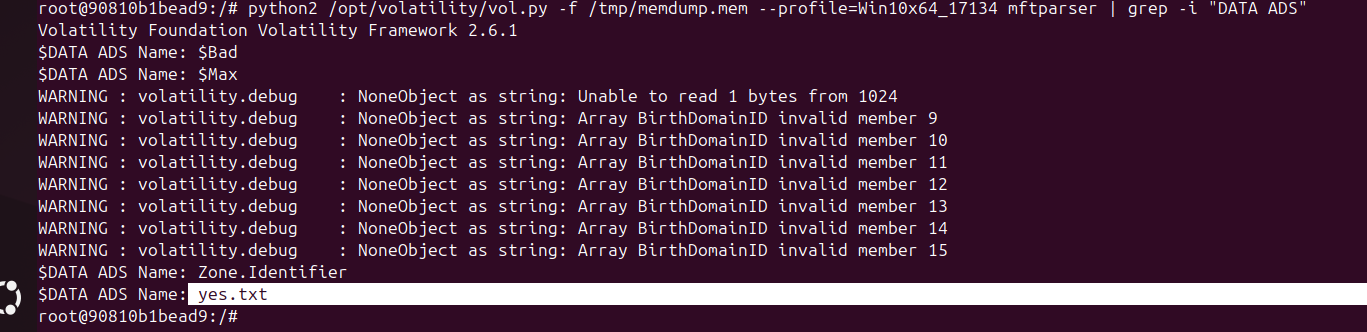 root@90810b1bead9:/# python2 /opt/volatility/vol.py -f /tmp/memdump.mem --profile=Win10x64_17134 mftparser | grep -i "DATA ADS"
Volatility Foundation Volatility Framework 2.6.1
$DATA ADS Name: $Bad
$DATA ADS Name: $Max
WARNING : volatility.debug    : NoneObject as string: Unable to read 1 bytes from 1024
WARNING : volatility.debug    : NoneObject as string: Array BirthDomainID invalid member 9
WARNING : volatility.debug    : NoneObject as string: Array BirthDomainID invalid member 10
WARNING : volatility.debug    : NoneObject as string: Array BirthDomainID invalid member 11
WARNING : volatility.debug    : NoneObject as string: Array BirthDomainID invalid member 12
WARNING : volatility.debug    : NoneObject as string: Array BirthDomainID invalid member 13
WARNING : volatility.debug    : NoneObject as string: Array BirthDomainID invalid member 14
WARNING : volatility.debug    : NoneObject as string: Array BirthDomainID invalid member 15
$DATA ADS Name: Zone.Identifier
$DATA ADS Name: yes.txt
root@90810b1bead9:/#